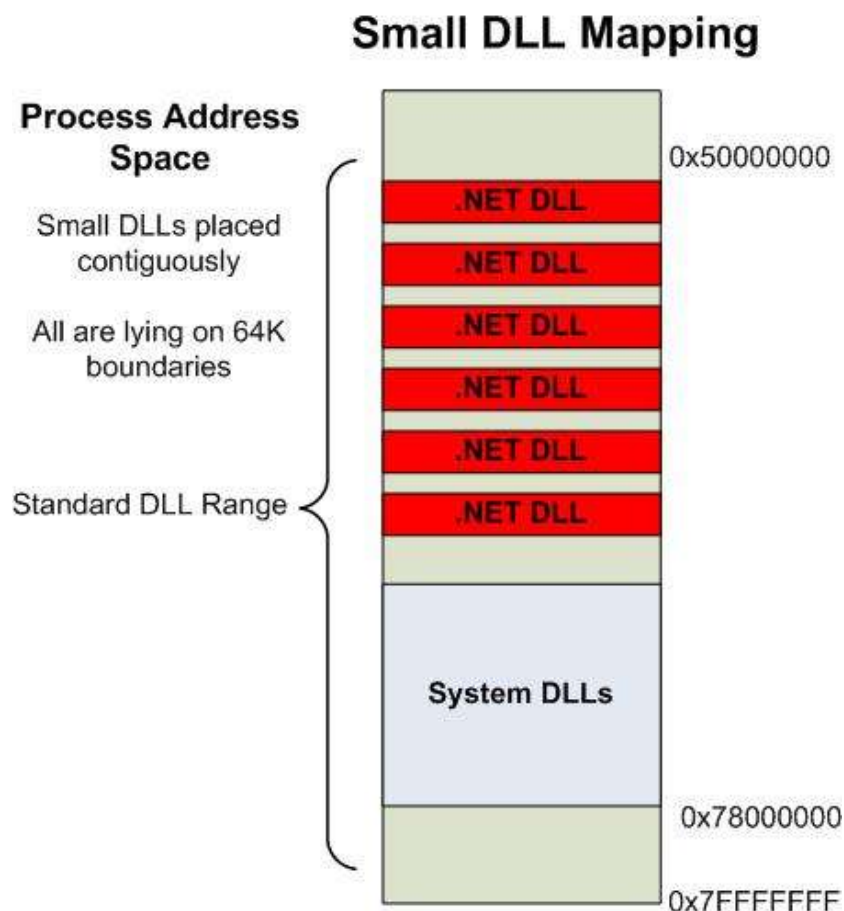 Small DLL Mapping
Process Address
Space
0x50000000
Small DLLs placed
contiguously
All are lying on 64K
boundaries
Standard DLL Range
.NET DLL
.NET DLL
.NET DLL
.NET DLL
.NET DLL
.NET DLL
System DLLs
0x78000000
0x7FFFFFFF